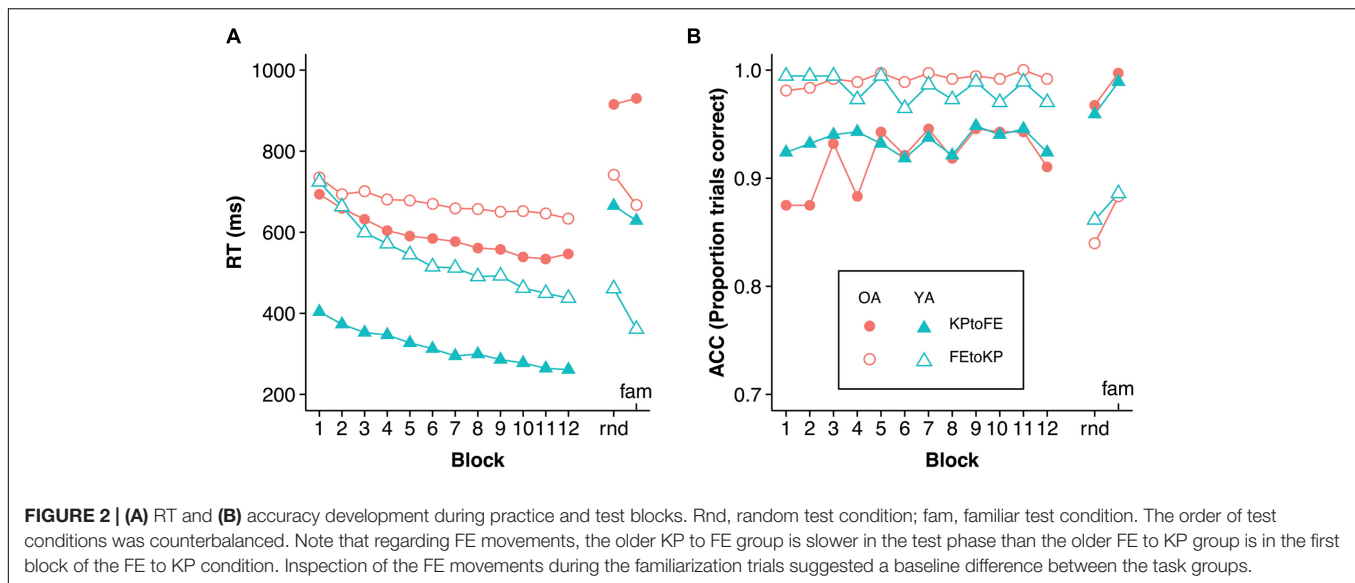 A
B
1000
800
600
400
200
RT (ms)
1 2 3 4 5 6 7 8 9 10 11 12 rnd
fam
Block
1.0
0.9
0.8
0.7
ACC (Proportion trials correct)
OA YA
KPtoFE
FEtoKP
1 2 3 4 5 6 7 8 9 10 11 12 rnd
fam
Block
FIGURE 2 | (A) RT and (B) accuracy development during practice and test blocks. Rnd, random test condition; fam, familiar test condition. The order of test
conditions was counterbalanced. Note that regarding FE movements, the older KP to FE group is slower in the test phase than the older FE to KP group is in the first
block of the FE to KP condition. Inspection of the FE movements during the familiarization trials suggested a baseline difference between the task groups.